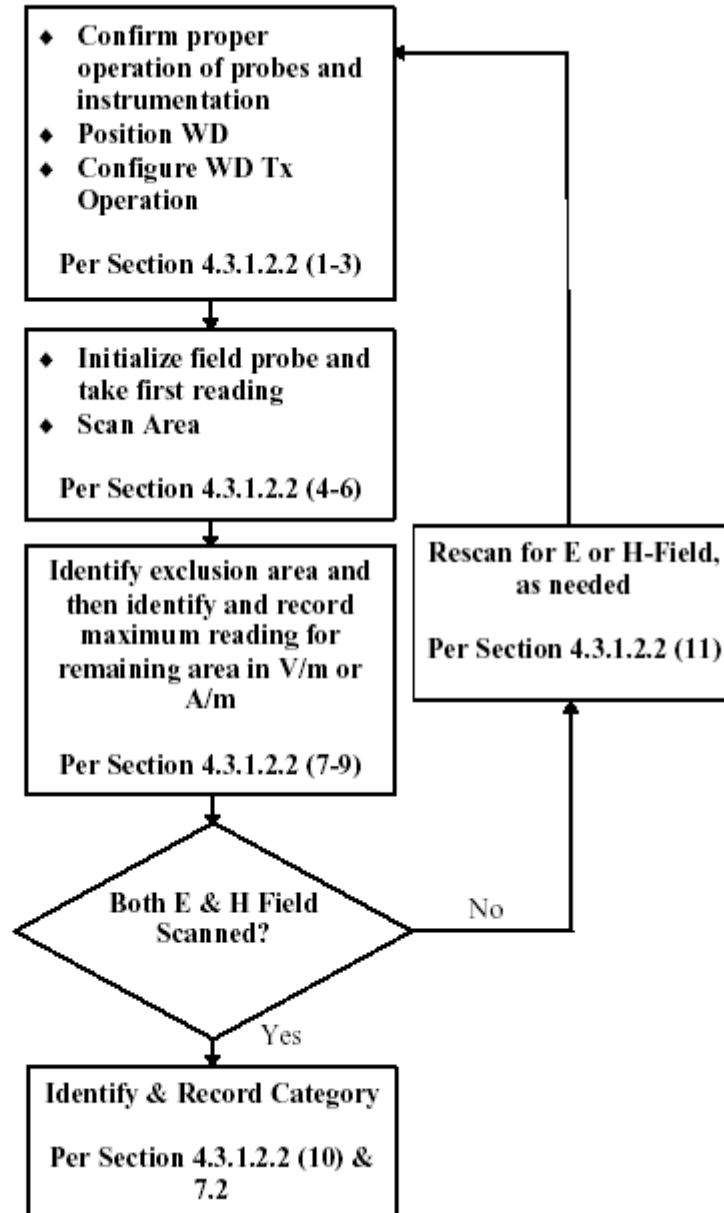 ♦ Confirm proper
operation of probes and
instrumentation
♦ Position WD
♦ Configure WD Tx
Operation
Per Section 4.3.1.2.2 (1-3)
♦ Initialize field probe and
take first reading
♦ Scan Area
Per Section 4.3.1.2.2 (4-6)
Identify exclusion area and
then identify and record
maximum reading for
remaining area in V/m or
A/m
Per Section 4.3.1.2.2 (7-9)
Rescan for E or H-Field,
as needed
Per Section 4.3.1.2.2 (11)
Both E & H Field
Scanned?
No
Yes
Identify & Record Category
Per Section 4.3.1.2.2 (10) &
7.2